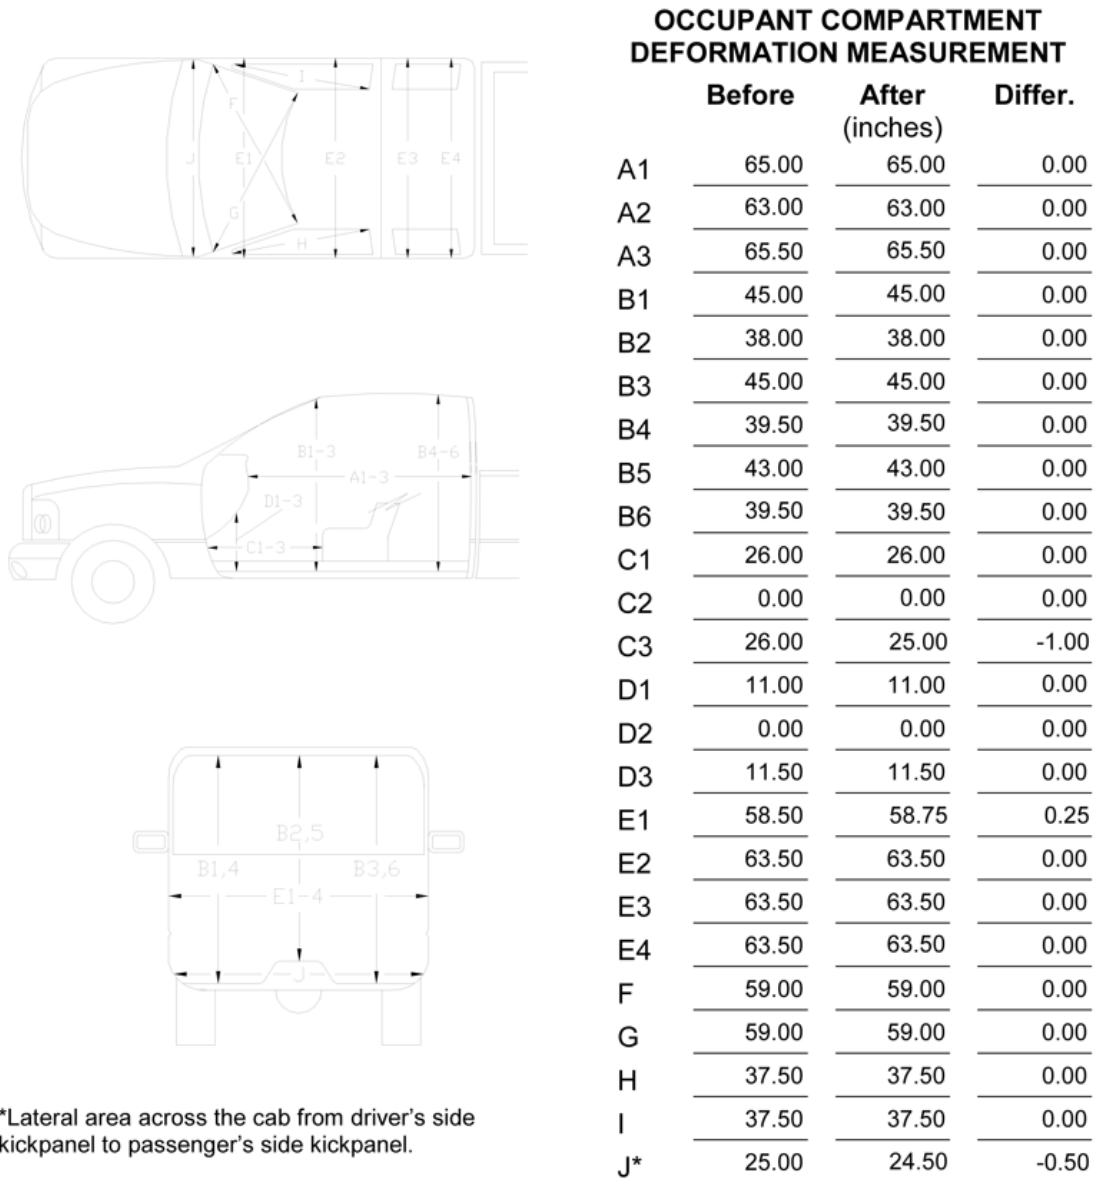 OCCUPANT COMPARTMENT
DEFORMATION MEASUREMENT
Before After Differ.
(inches)
A1 65.00 65.00 0.00
A2 63.00 63.00 0.00
A3 65.50 65.50 0.00
B1 45.00 45.00 0.00
B2 38.00 38.00 0.00
B3 45.00 45.00 0.00
B4 39.50 39.50 0.00
B5 43.00 43.00 0.00
B6 39.50 39.50 0.00
C1 26.00 26.00 0.00
C2 0.00 0.00 0.00
C3 26.00 25.00 -1.00
D1 11.00 11.00 0.00
D2 0.00 0.00 0.00
D3 11.50 11.50 0.00
E1 58.50 58.75 0.25
E2 63.50 63.50 0.00
E3 63.50 63.50 0.00
E4 63.50 63.50 0.00
F 59.00 59.00 0.00
G 59.00 59.00 0.00
H 37.50 37.50 0.00
I 37.50 37.50 0.00
J* 25.00 24.50 -0.50
I
F
J E1 E2 E3 E4
G
H
B1-3 B4-6
A1-3
D1-3
C1-3
B2,5
B1,4 B3,6
E1-4
J
*Lateral area across the cab from driver's side
kickpanel to passenger's side kickpanel.